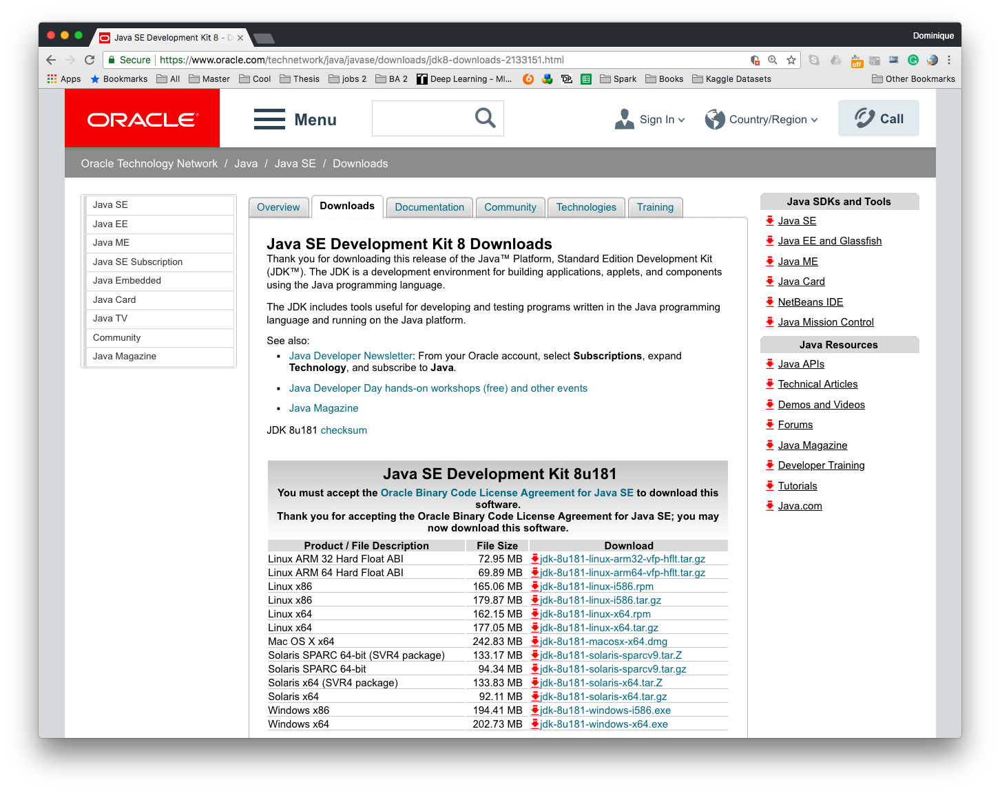 Java SE Development Kit 8 - D
Dominique
Secure
https://www.oracle.com/technetwork/java/javase/downloads/jdk8-downloads-2133151.html
off
Apps
Bookmarks
All
Master
Cool
Thesis
jobs 2
BA 2
Deep Learning - MI...
Spark
Books
Kaggle Datasets
Other Bookmarks
ORACLE
Menu
Sign In
Country/Region
Call
Oracle Technology Network / Java / Java SE / Downloads
Java SE
Java EE
Java ME
Java SE Subscription
Java Embedded
Java Card
Java TV
Community
Java Magazine
Overview
Downloads
Documentation
Community
Technologies
Training
Java SE Development Kit 8 Downloads
Thank you for downloading this release of the Java™ Platform, Standard Edition Development Kit
(JDK™). The JDK is a development environment for building applications, applets, and components
using the Java programming language.
The JDK includes tools useful for developing and testing programs written in the Java programming
language and running on the Java platform.
See also:
▪ Java Developer Newsletter: From your Oracle account, select Subscriptions, expand
Technology, and subscribe to Java.
▪ Java Developer Day hands-on workshops (free) and other events
▪ Java Magazine
JDK 8u181 checksum
Java SE Development Kit 8u181
You must accept the Oracle Binary Code License Agreement for Java SE to download this
software.
Thank you for accepting the Oracle Binary Code License Agreement for Java SE; you may
now download this software.
Product / File Description File Size Download
Linux ARM 32 Hard Float ABI 72.95 MB jdk-8u181-linux-arm32-vfp-hflt.tar.gz
Linux ARM 64 Hard Float ABI 69.89 MB jdk-8u181-linux-arm64-vfp-hflt.tar.gz
Linux x86 165.06 MB jdk-8u181-linux-i586.rpm
Linux x86 179.87 MB jdk-8u181-linux-i586.tar.gz
Linux x64 162.15 MB jdk-8u181-linux-x64.rpm
Linux x64 177.05 MB jdk-8u181-linux-x64.tar.gz
Mac OS X x64 242.83 MB jdk-8u181-macosx-x64.dmg
Solaris SPARC 64-bit (SVR4 package) 133.17 MB jdk-8u181-solaris-sparcv9.tar.Z
Solaris SPARC 64-bit 94.34 MB jdk-8u181-solaris-sparcv9.tar.gz
Solaris x64 (SVR4 package) 133.83 MB jdk-8u181-solaris-x64.tar.Z
Solaris x64 92.11 MB jdk-8u181-solaris-x64.tar.gz
Windows x86 194.41 MB jdk-8u181-windows-i586.exe
Windows x64 202.73 MB jdk-8u181-windows-x64.exe
Java SDKs and Tools
Java SE
Java EE and Glassfish
Java ME
Java Card
NetBeans IDE
Java Mission Control
Java Resources
Java APIs
Technical Articles
Demos and Videos
Forums
Java Magazine
Developer Training
Tutorials
Java.com